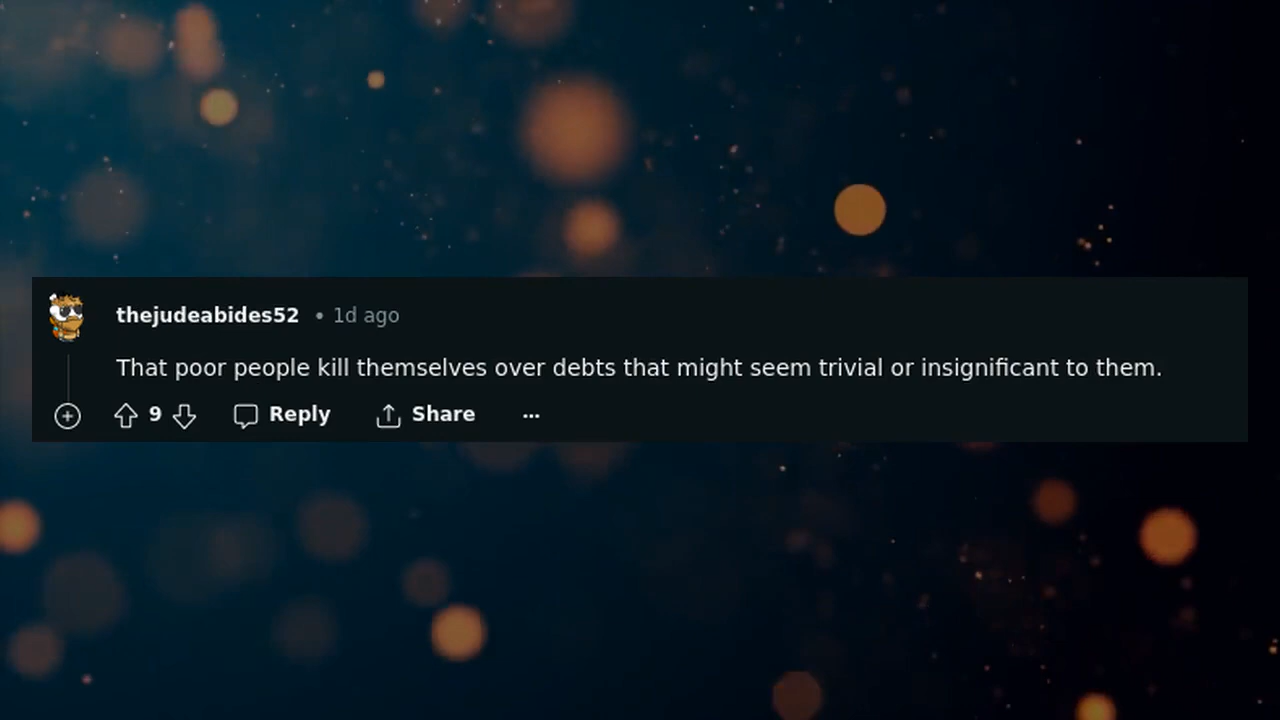 thejudeabides52 • 1d ago
That poor people kill themselves over debts that might seem trivial or insignificant to them.
9 Reply Share ...